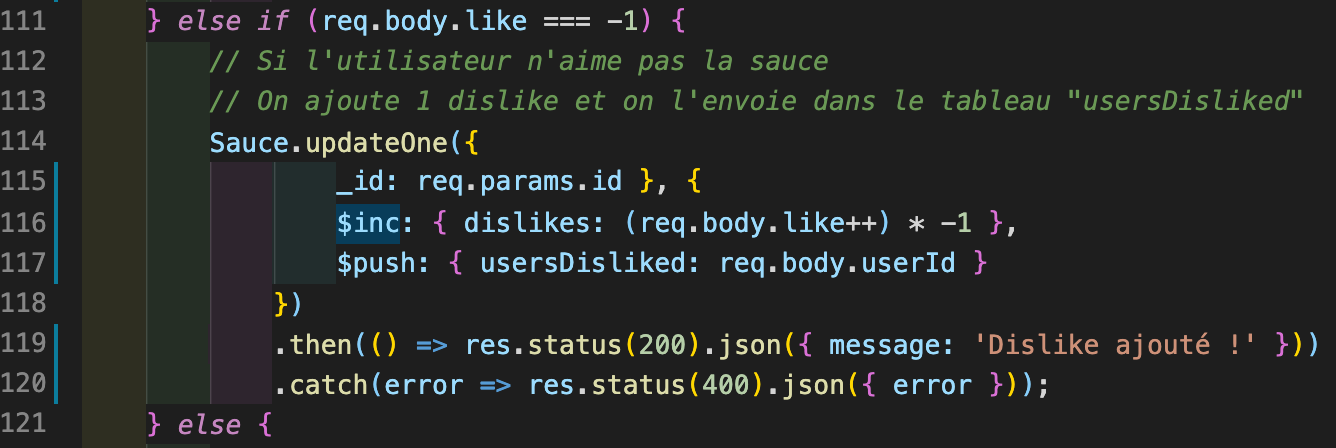 111 } else if (req.body.like === -1) {
112 // Si l'utilisateur n'aime pas la sauce
113 // On ajoute 1 dislike et on l'envoie dans le tableau "usersDisliked"
114 Sauce.updateOne({
115 _id: req.params.id }, {
116 $inc: { dislikes: (req.body.like++) * -1 },
117 $push: { usersDisliked: req.body.userId }
118 })
119 .then(() => res.status(200).json({ message: 'Dislike ajouté !' }))
120 .catch(error => res.status(400).json({ error }));
121 } else {